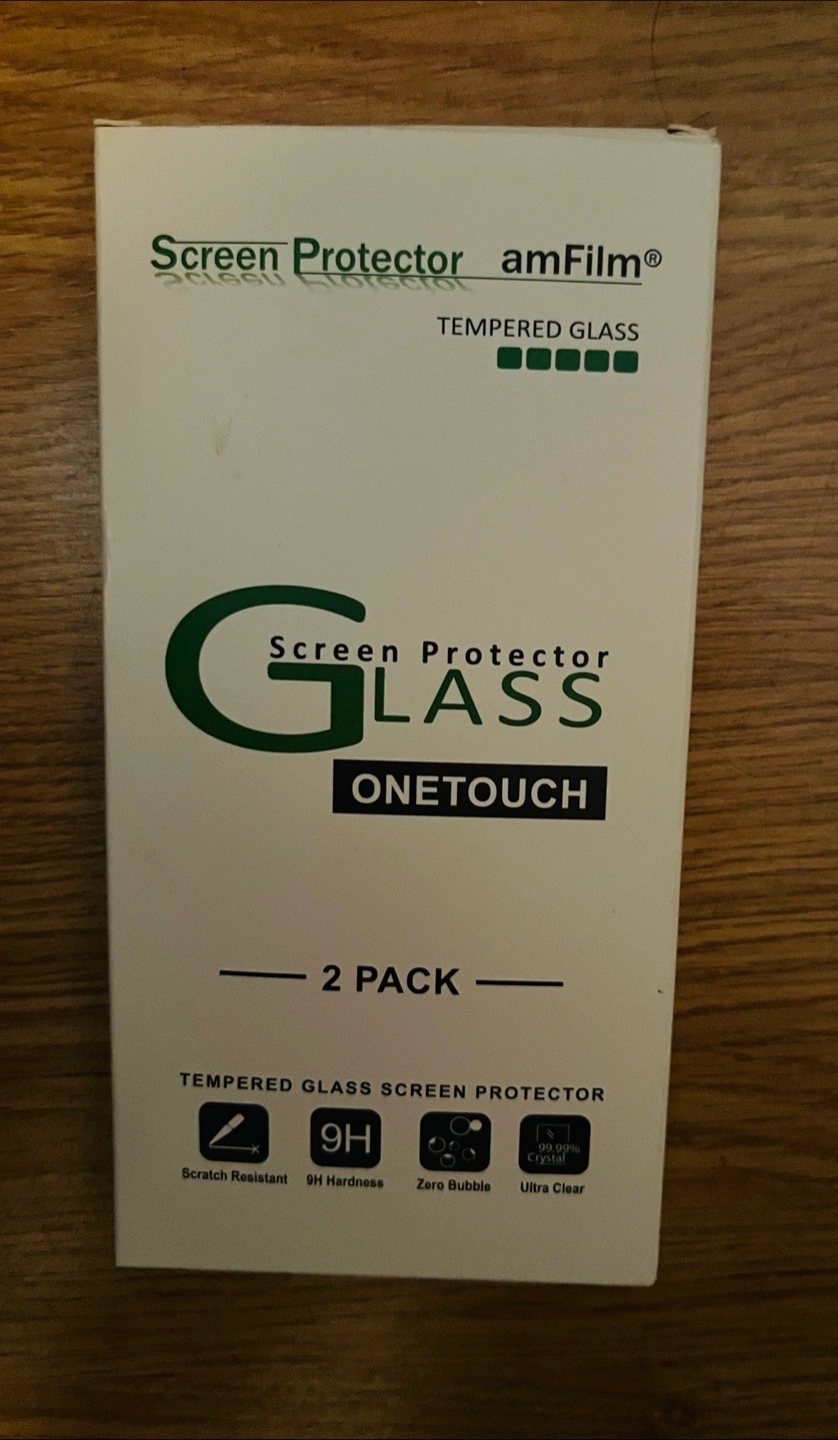 Screen Protector amFilm®
TEMPERED GLASS
Screen Protector
GLASS
ONETOUCH
2 PACK
TEMPERED GLASS SCREEN PROTECTOR
9H
99.99%
Crystal
Scratch Resistant 9H Hardness Zero Bubble Ultra Clear